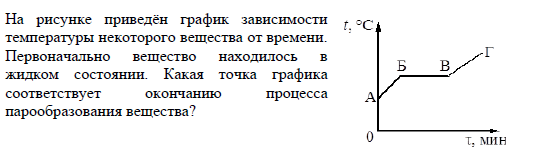 На рисунке приведён график зависимости
температуры некоторого вещества от времени.
Первоначально вещество находилось в
жидком состоянии. Какая точка графика
соответствует окончанию процесса
парообразования вещества?
t, °C
Г
Б
В
А
0
τ, мин